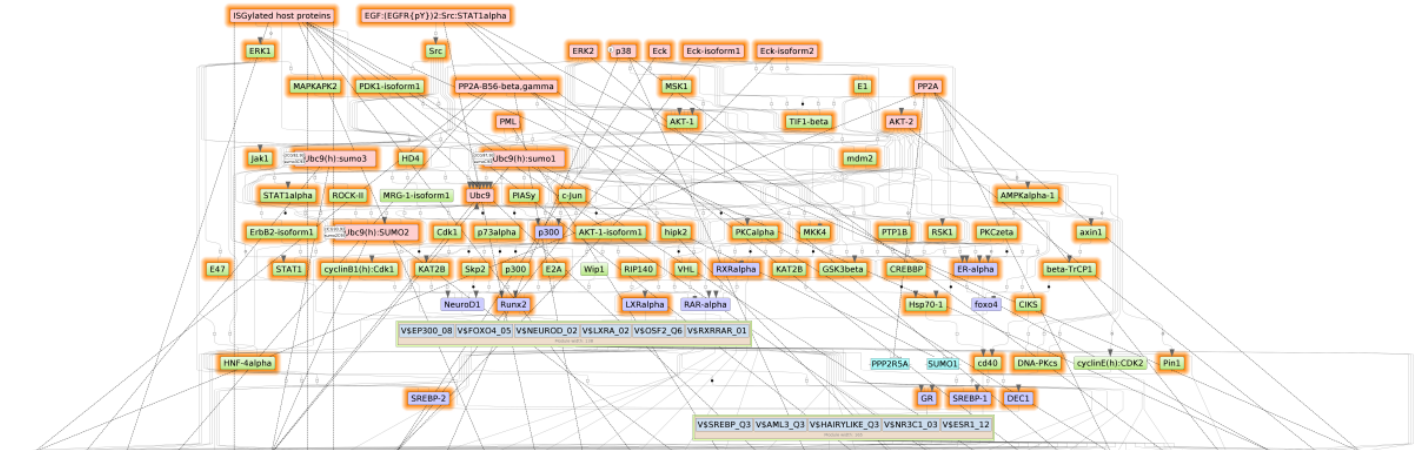 ISGylated host proteins EGF:(EGFR{pY})2:Src:STAT1alpha
ERK1 Src ERK2 p38 Eck Eck-isoform1 Eck-isoform2
MAPKAPK2 PDK1-isoform1 PP2A-B56-beta,gamma MSK1 E1 PP2A
PML AKT-1 TIF1-beta AKT-2
Jak1 Ubc9(h):sumo3 HD4 Ubc9(h):sumo1 mdm2
STAT1alpha ROCK-II MRG-1-isoform1 Ubc9 PIASy c-Jun AMPKalpha-1
ErbB2-isoform1 Ubc9(h):SUMO2 Cdk1 p73alpha p300 AKT-1-isoform1 hipk2 PKCalpha MKK4 PTP1B RSK1 PKCzeta axin1
E47 STAT1 cyclinB1(h):Cdk1 KAT2B Skp2 p300 E2A Wip1 RIP140 VHL RXRalpha KAT2B GSK3beta CREBBP ER-alpha beta-TrCP1
NeuroD1 Runx2 LXRalpha RAR-alpha Hsp70-1 foxo4 CIKS
V$EP300_08 V$FOXO4_05 V$NEUROD_02 V$LXRA_02 V$OSF2_Q6 V$RXRRAR_01
HNF-4alpha PPP2R5A SUMO1 cd40 DNA-PKcs cyclinE(h):CDK2 Pin1
SREBP-2 GR SREBP-1 DEC1
V$SREBP_Q3 V$AML3_Q3 V$HAIRYLIKE_Q3 V$NR3C1_03 V$ESR1_12